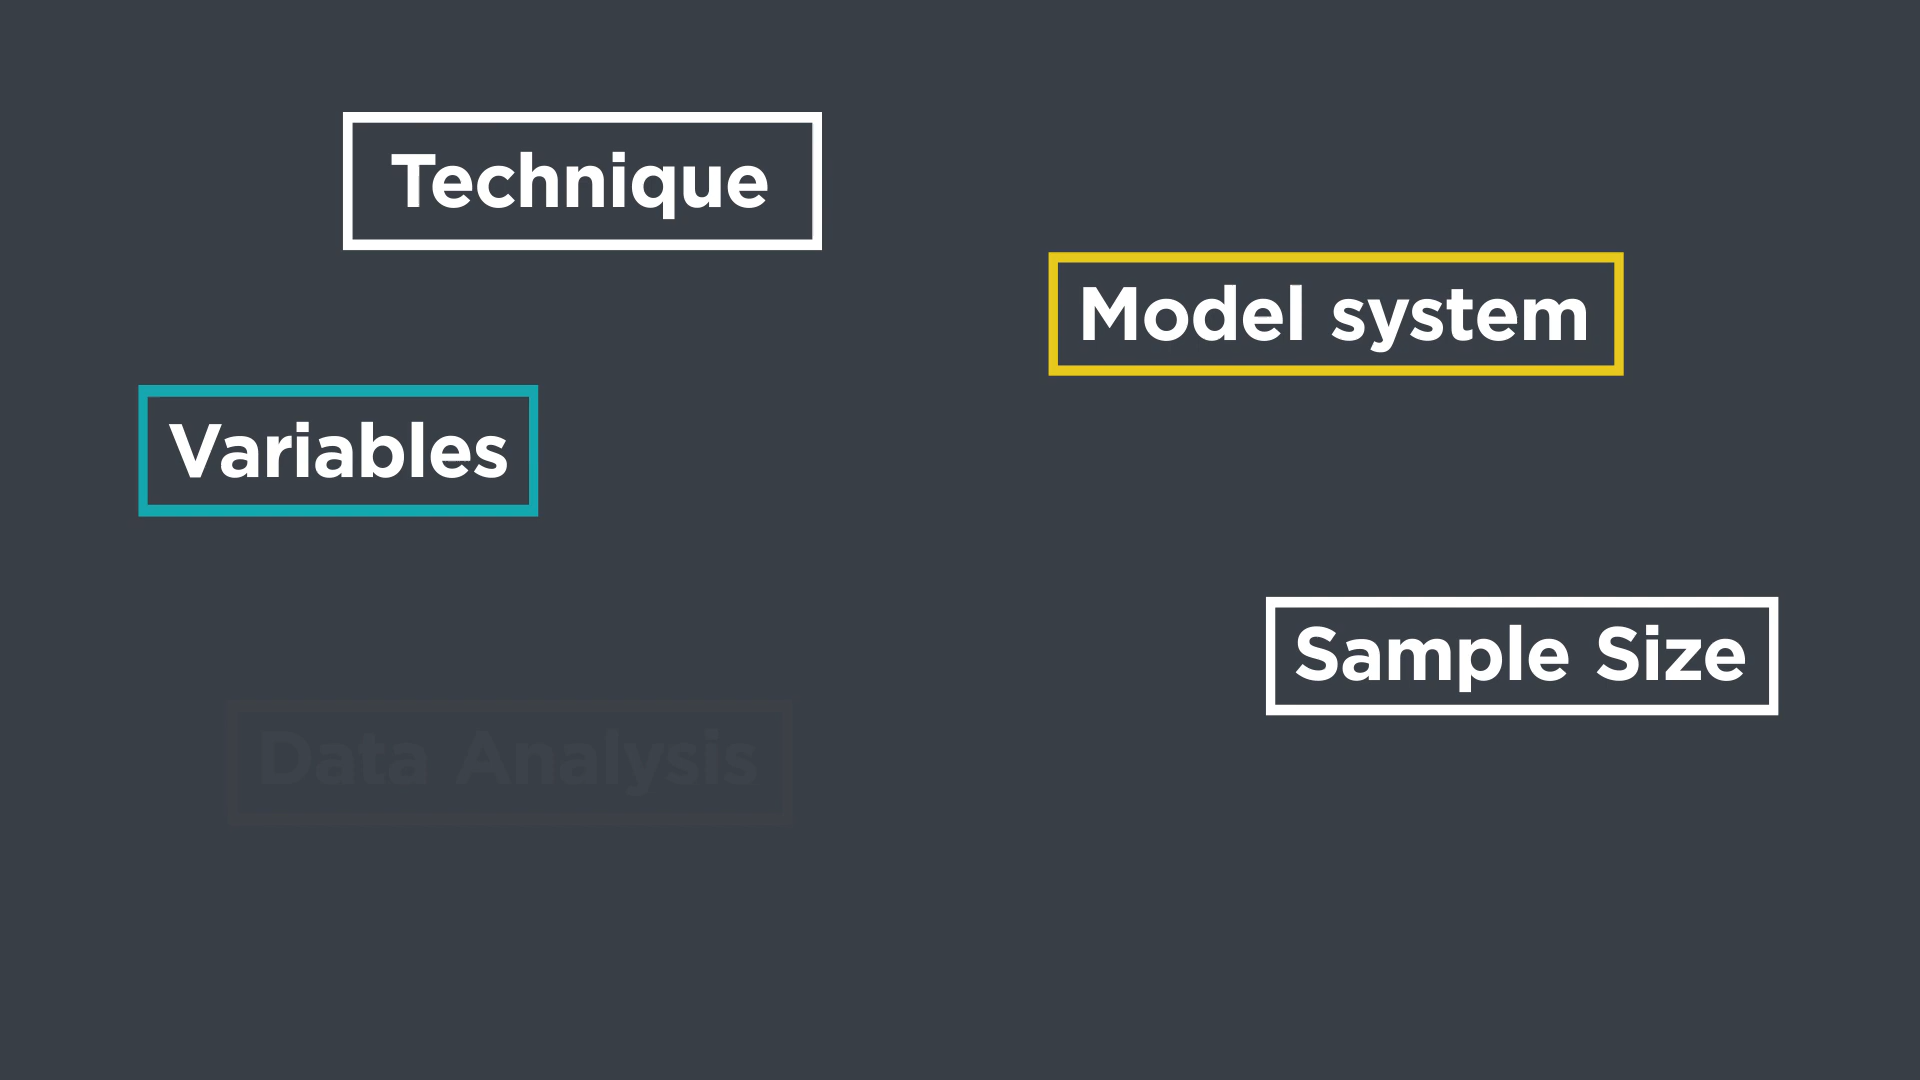 Technique
Model system
Variables
Sample Size
Data Analysis